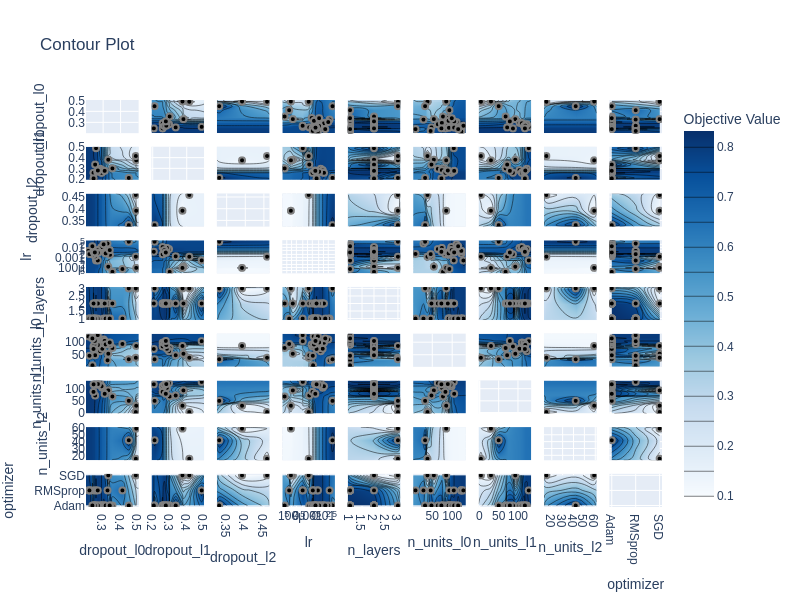 Contour Plot
Objective Value
0.8
0.7
0.6
0.5
0.4
0.3
0.2
0.1
dropout_l0
0.5
0.4
0.3
dropout_l1
0.5
0.4
0.3
0.2
dropout_l2
0.45
0.4
0.35
lr
0.01
0.001
n_layers
3
2.5
2
1.5
1
n_units_l0
100
50
n_units_l1
100
50
0
n_units_l2
60
50
40
30
20
optimizer
SGD
RMSprop
Adam
0.3 0.4 0.5
0.2 0.3 0.4 0.5
0.35 0.4 0.45
1 1.5 2 2.5 3
50 100
0 50 100
20 30 40 50 60
Adam RMSprop SGD
dropout_l0 dropout_l1 dropout_l2 lr n_layers n_units_l0 n_units_l1 n_units_l2 optimizer